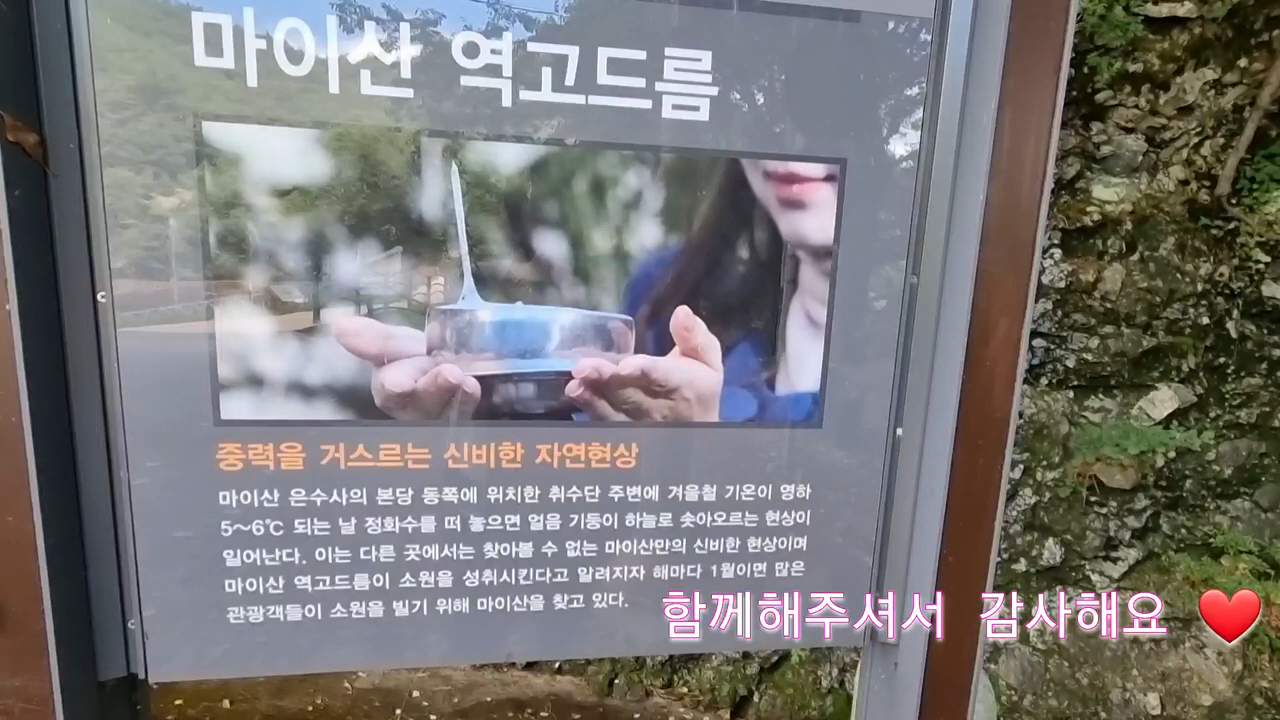 마이산 역고드름
중력을 거스르는 신비한 자연현상
마이산 은수사의 본당 동쪽에 위치한 취수단 주변에 겨울철 기온이 영하
5~6℃ 되는 날 정화수를 떠 놓으면 얼음 기둥이 하늘로 솟아오르는 현상이
일어난다. 이는 다른 곳에서는 찾아볼 수 없는 마이산만의 신비한 현상이며
마이산 역고드름이 소원을 성취시킨다고 알려지자 해마다 1월이면 많은
관광객들이 소원을 빌기 위해 마이산을 찾고 있다.
함께해주셔서 감사해요 ❤️